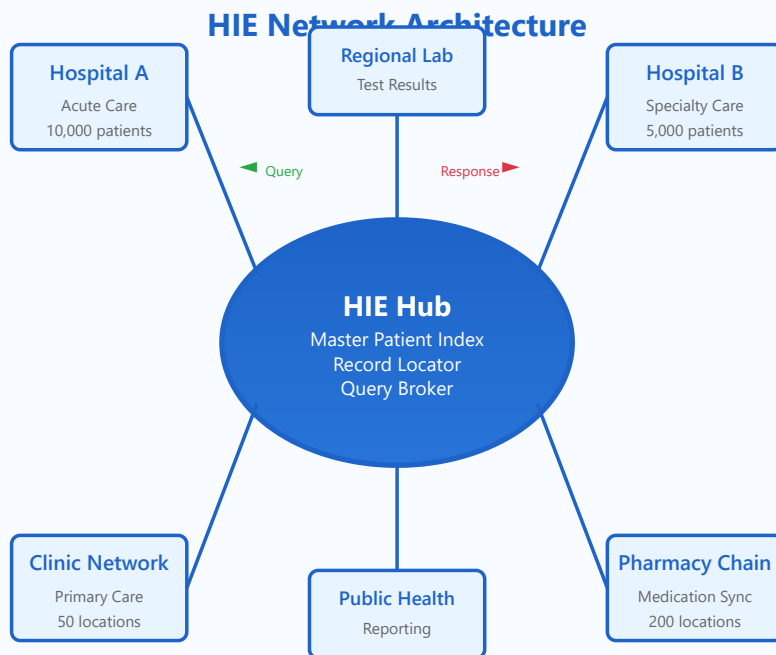 HIE Network Architecture
Hospital A
Acute Care
10,000 patients
Regional Lab
Test Results
Hospital B
Specialty Care
5,000 patients
Query
Response
HIE Hub
Master Patient Index
Record Locator
Query Broker
Clinic Network
Primary Care
50 locations
Public Health
Reporting
Pharmacy Chain
Medication Sync
200 locations